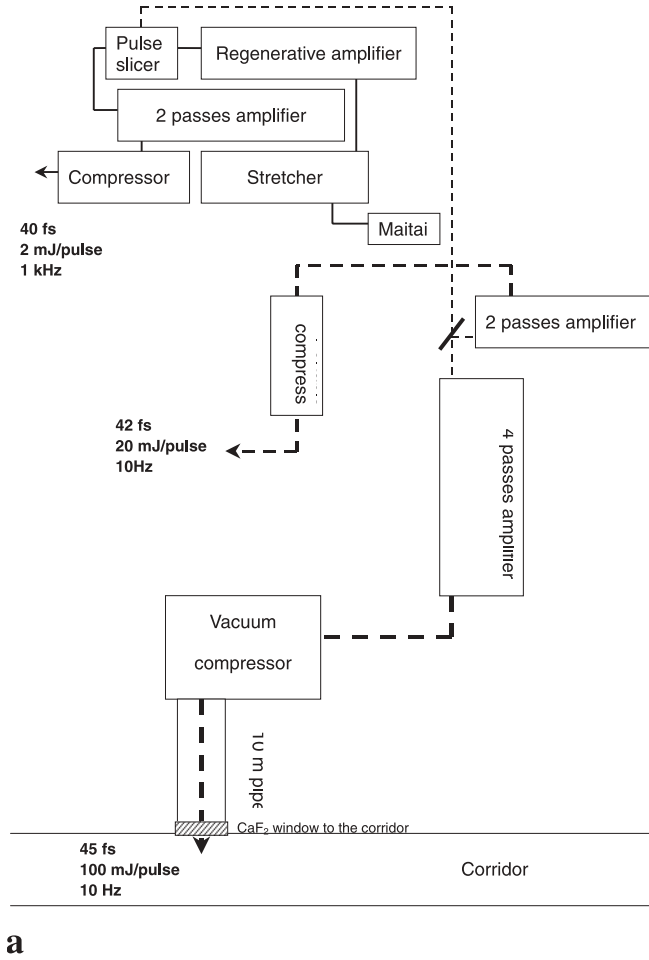 Pulse
slicer
Regenerative amplifier
2 passes amplifier
Compressor
Stretcher
Maitai
40 fs
2 mJ/pulse
1 kHz
2 passes amplifier
compress
42 fs
20 mJ/pulse
10Hz
4 passes amplifier
Vacuum
compressor
10 m pipe
CaF₂ window to the corridor
45 fs
100 mJ/pulse
10 Hz
Corridor
a